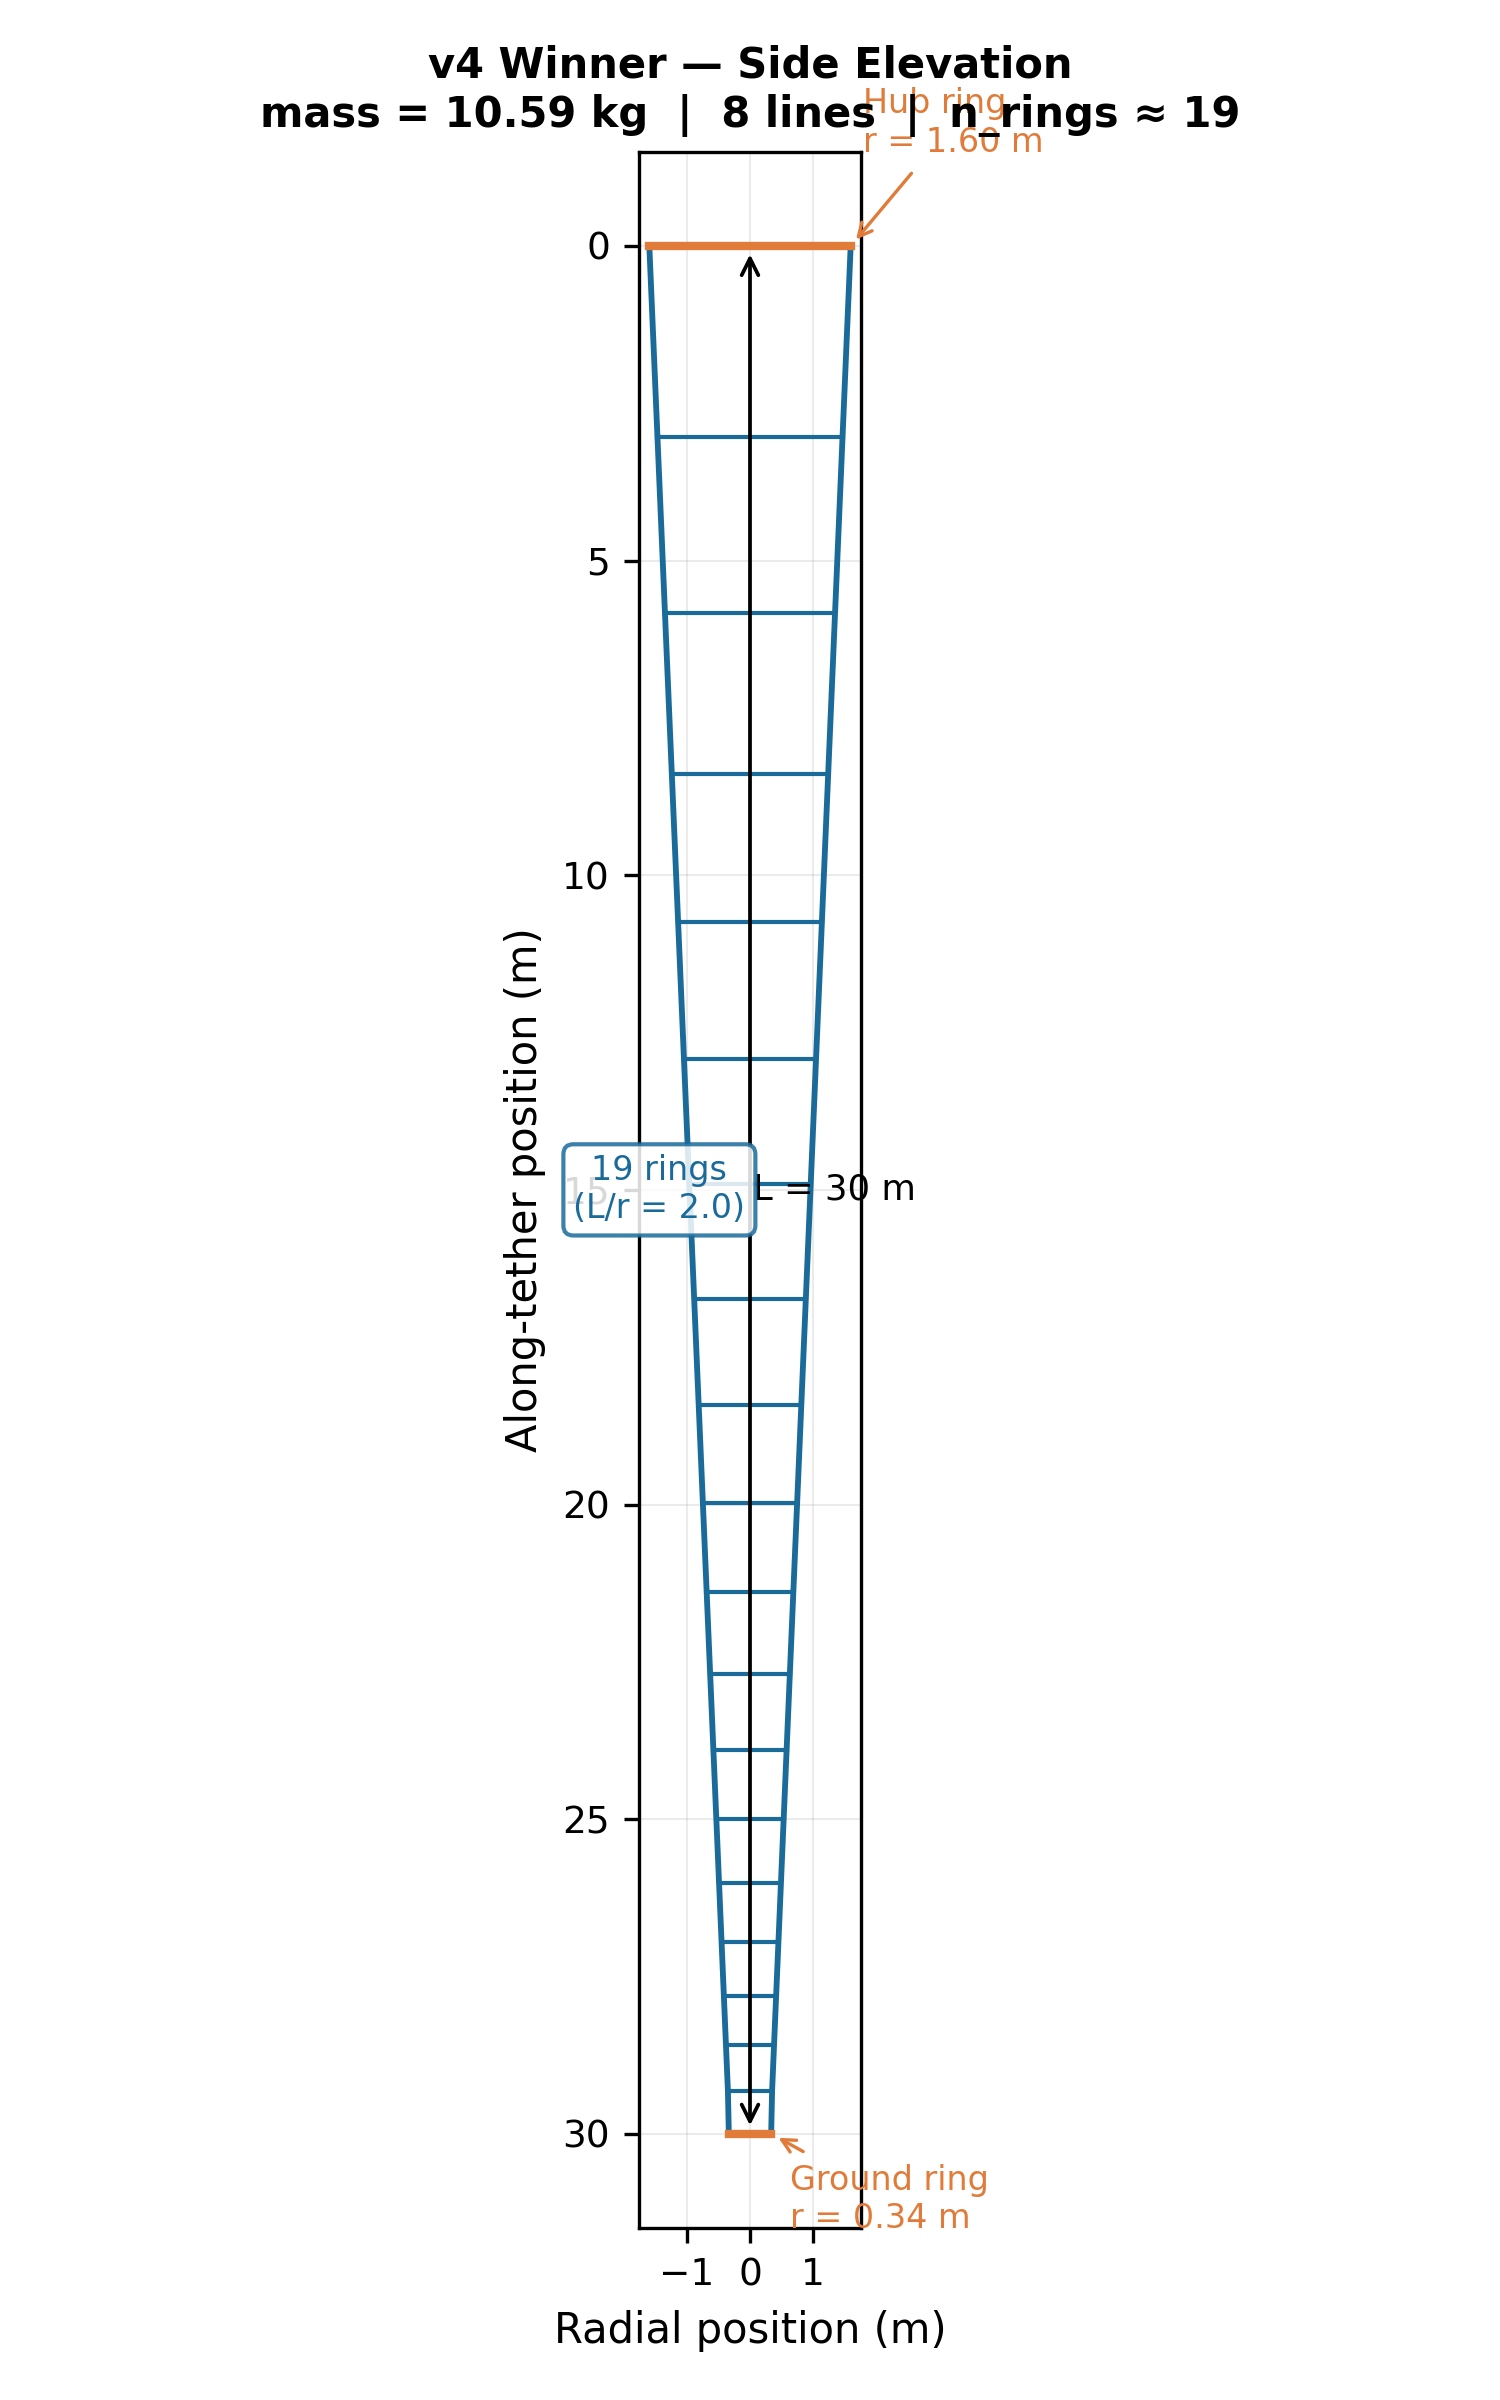 v4 Winner — Side Elevation
mass = 10.59 kg | 8 lines | n_rings ≈ 19
Hub ring
r = 1.60 m
0
5
10
15
20
25
30
Along-tether position (m)
19 rings
(L/r = 2.0)
L = 30 m
Ground ring
r = 0.34 m
−1 0 1
Radial position (m)